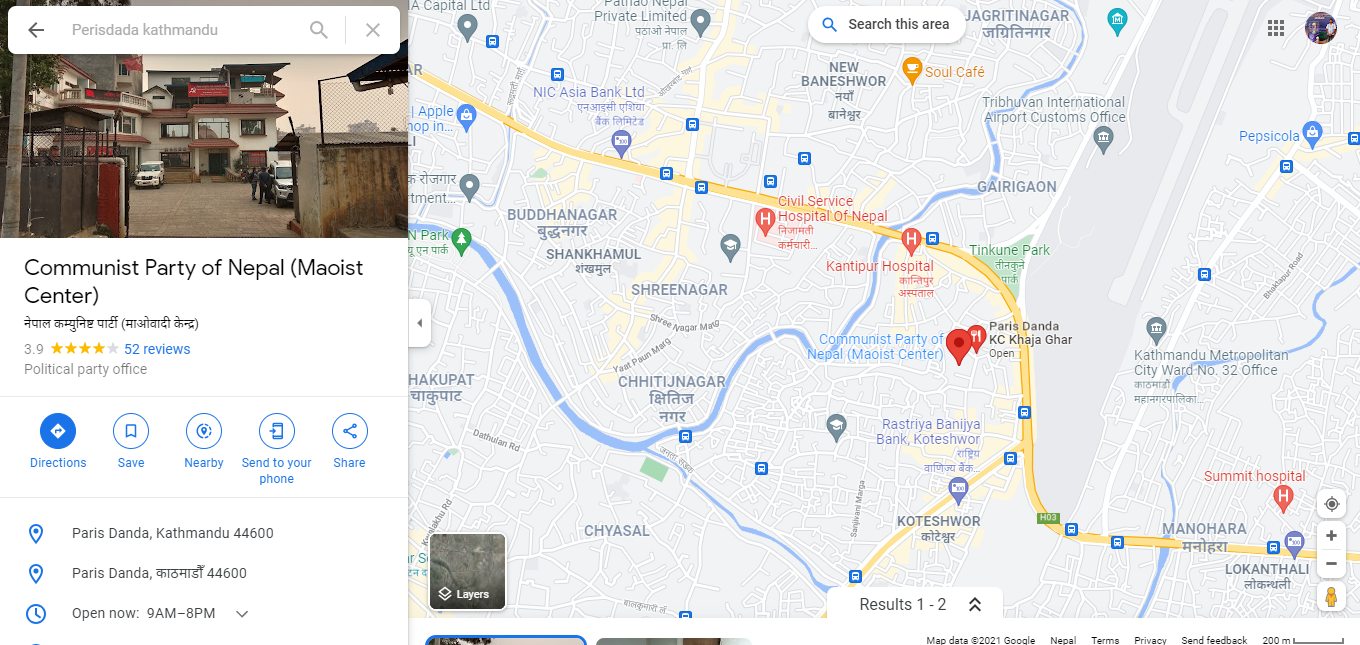 Perisdada kathmandu
Communist Party of Nepal (Maoist
Center)
नेपाल कम्युनिष्ट पार्टी (माओवादी केन्द्र)
3.9
52 reviews
Political party office
Directions
Save
Nearby
Send to your
phone
Share
Paris Danda, Kathmandu 44600
Paris Danda, काठमाडौँ 44600
Open now: 9AM–8PM
A Capital Ltd
Pathao Nepal
Private Limited
पठाओ नेपाल
प्रा. लि
Search this area
JAGRITINAGAR
जाग्रितिनगर
NEW
BANESHWOR
नयाँ
बानेश्वर
Soul Café
NIC Asia Bank Ltd
एनआइसी एशिया
बैंक लिमिटेड
Tribhuvan International
Airport Customs Office
Apple
Pepsicola
क रोजगार
GAIRIGAON
Civil Service
Hospital Of Nepal
निजामती
कर्मचारी...
BUDDHANAGAR
बुद्धनगर
N Park
यु एन पार्क
SHANKHAMUL
शंखमुल
Kantipur Hospital
कान्तिपुर
अस्पताल
Tinkune Park
तीनकुने
पार्क
Bhaktapur Road
SHREENAGAR
Shree Nagar Matg
Yaat Paun Marg
Communist Party of
Nepal (Maoist Center)
Paris Danda
KC Khaja Ghar
Open
Kathmandu Metropolitan
City Ward No. 32 Office
काठमाडौं
महानगरपालिका...
HAKUPAT
चाकुपाट
CHHITIJNAGAR
क्षितिज
नगर
Dathulan Rd
Rastriya Banijya
Bank, Koteshwor
राष्ट्रिय
वाणिज्य बैंक...
Sanjivani Marga
Summit hospital
KOTESHWOR
कोटेश्वर
H03
CHYASAL
MANOHARA
मनोहरा
LOKANTHALI
लोकन्थली
Layers
Results 1 - 2
Map data ©2021 Google
Nepal
Terms
Privacy
Send feedback
200 m